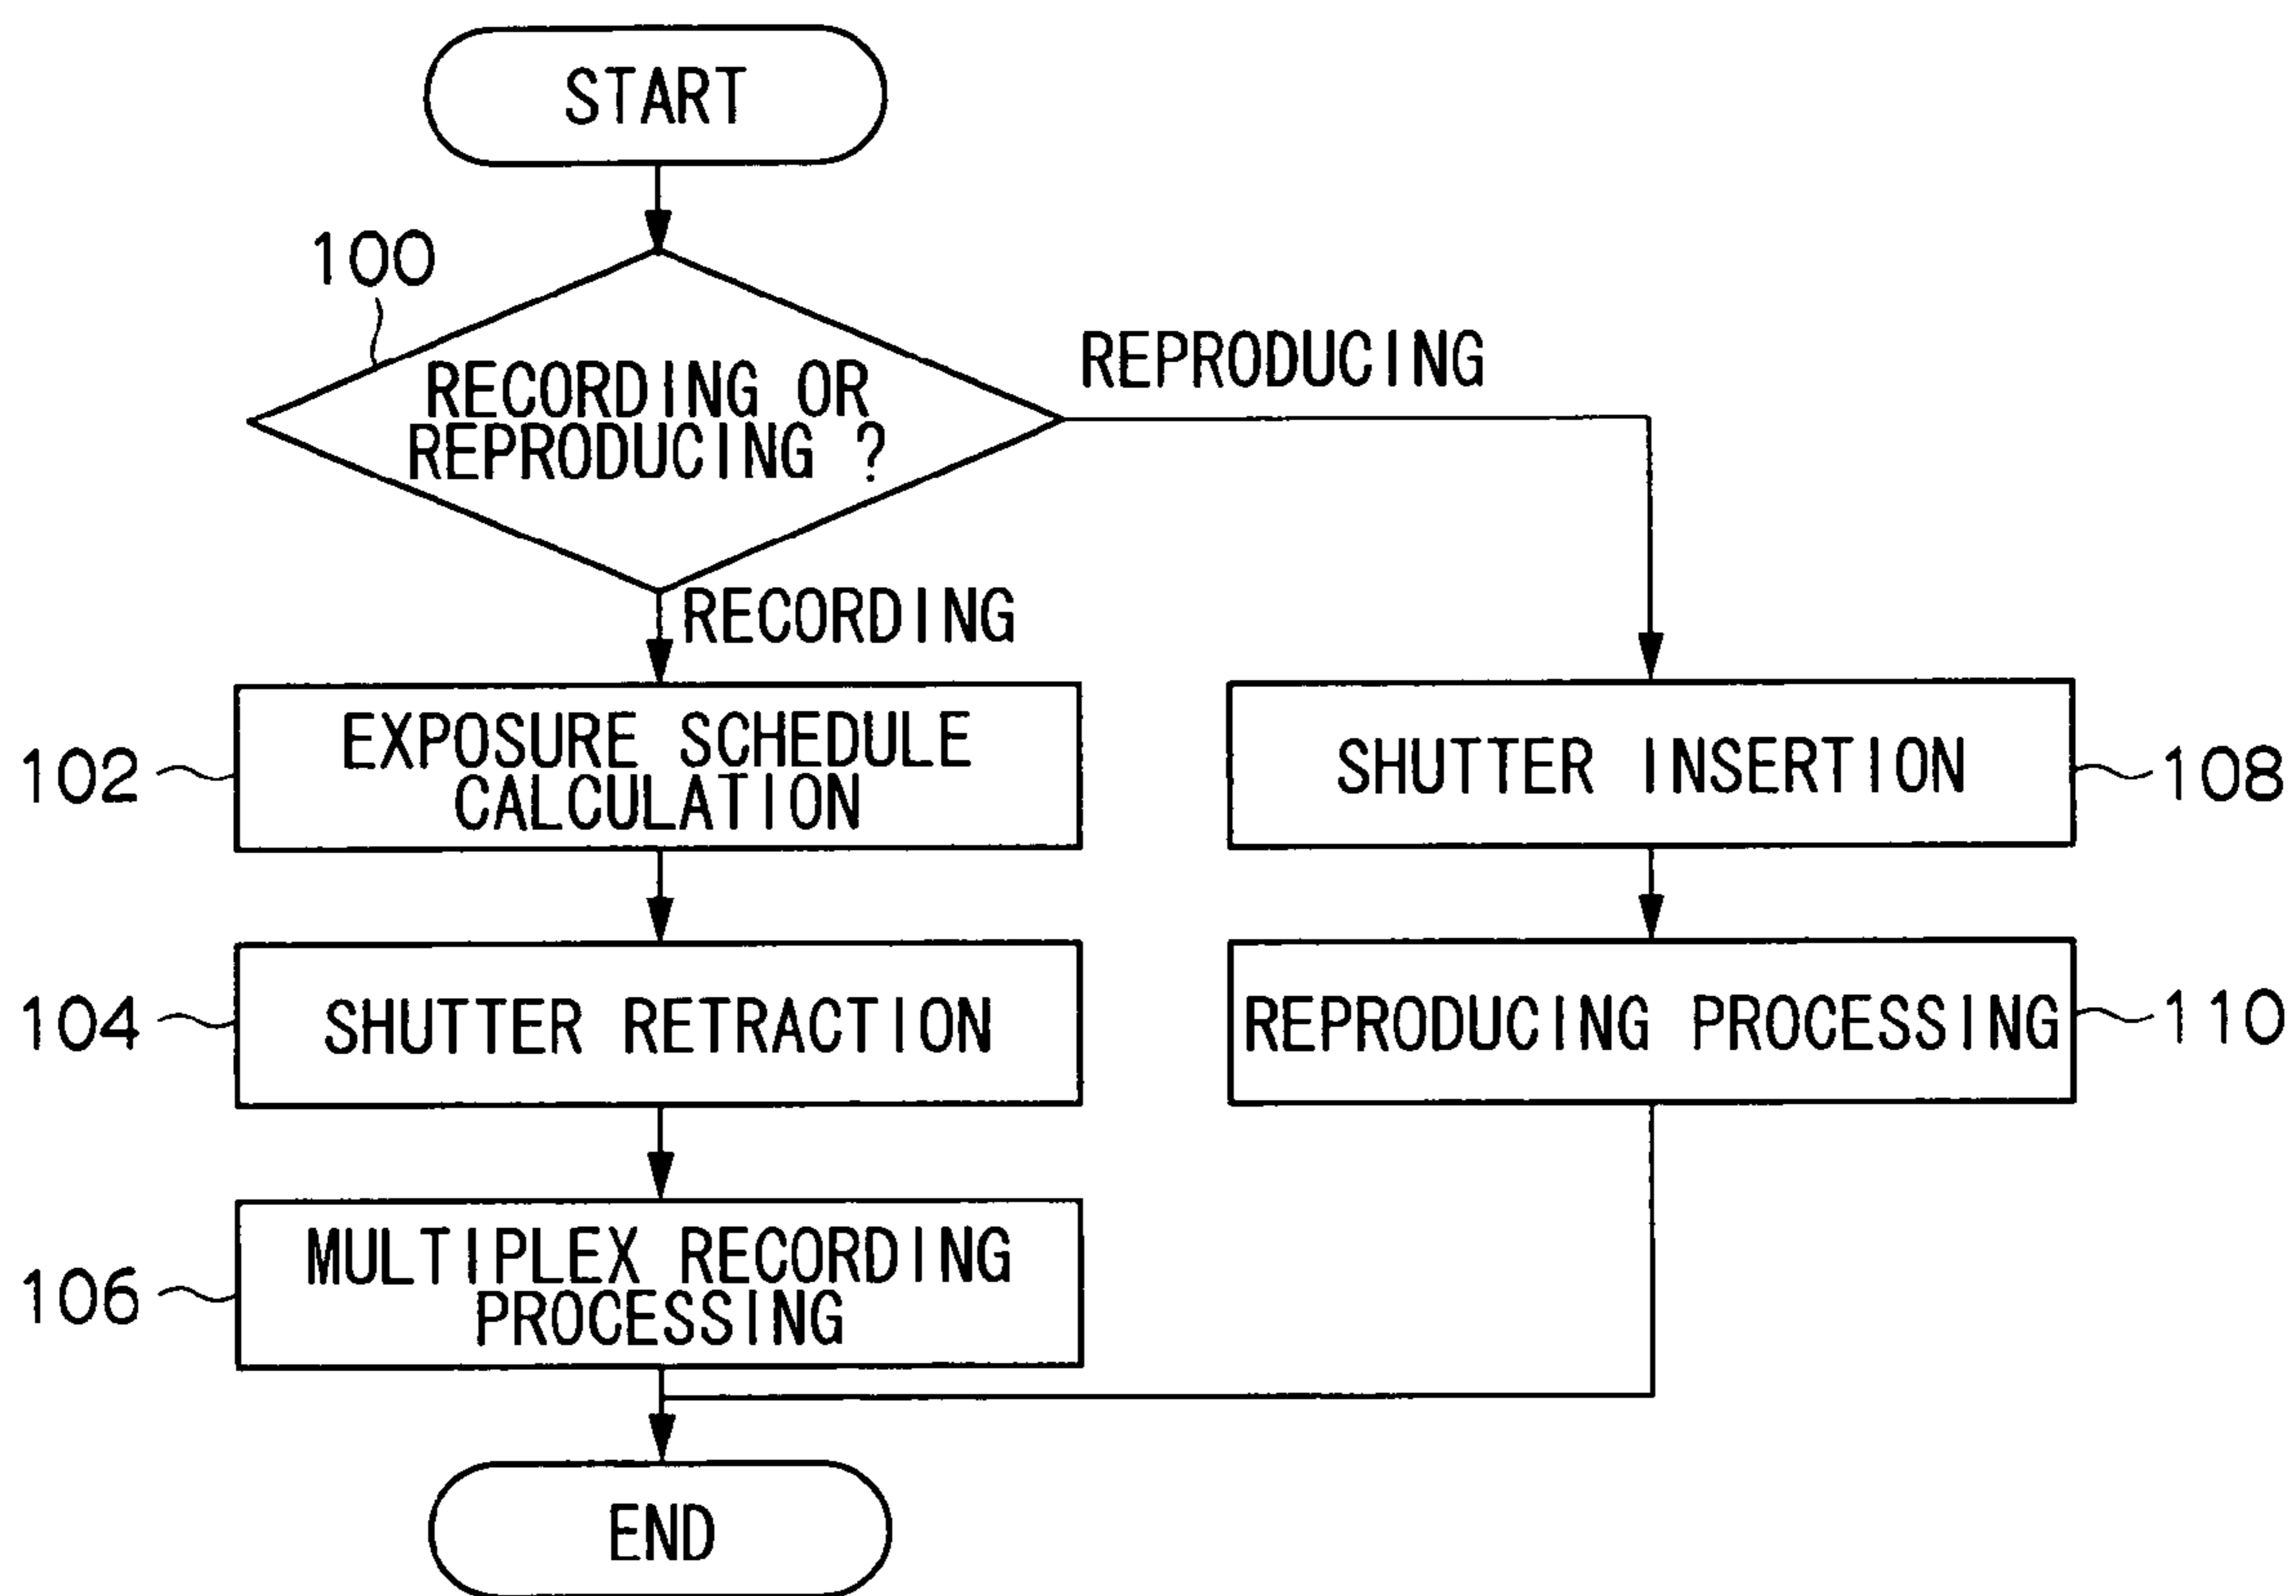 START
100
RECORDING OR
REPRODUCING ?
REPRODUCING
RECORDING
102
EXPOSURE SCHEDULE
CALCULATION
SHUTTER INSERTION
108
104
SHUTTER RETRACTION
REPRODUCING PROCESSING
110
106
MULTIPLEX RECORDING
PROCESSING
END